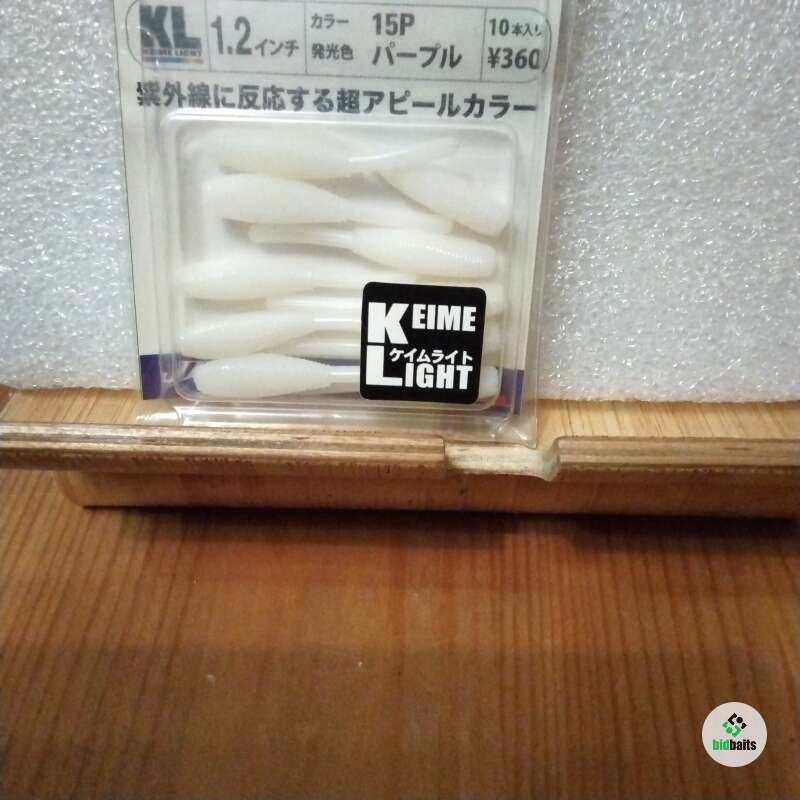 KL
KEIME LIGHT
1.2インチ
カラー 15P
発光色 パープル
10本入り
¥360
紫外線に反応する超アピールカラー
KEIME
ケイムライト
LIGHT
bidbaits